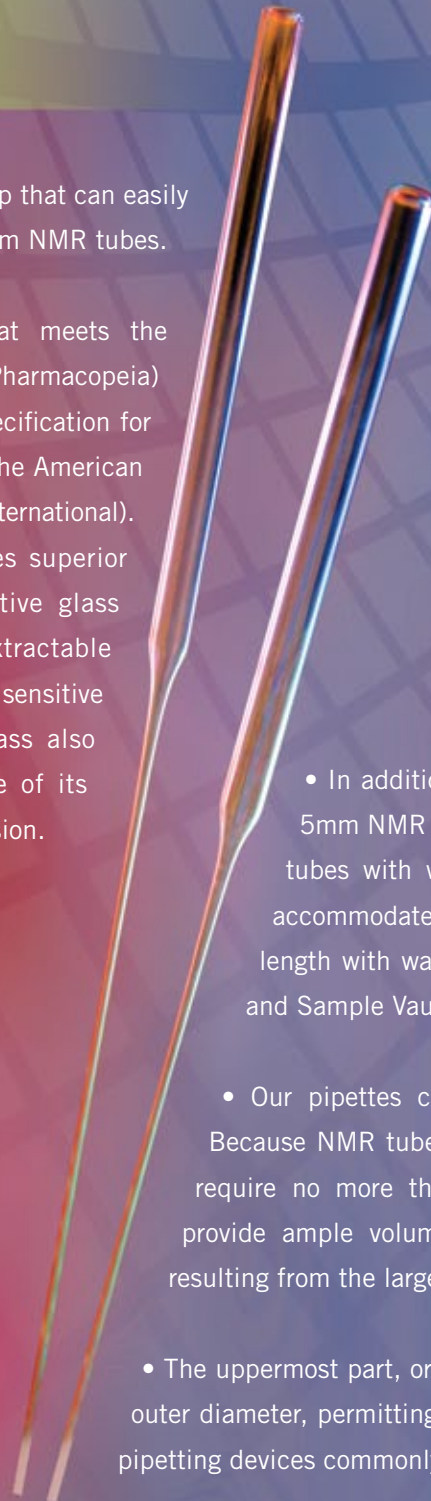 p that can easily
m NMR tubes.
at meets the
Pharmacopeia)
ecification for
he American
ternational).
es superior
tive glass
xtractable
sensitive
ass also
e of its
sion.
• In additio
5mm NMR
tubes with w
accommodate
length with wa
and Sample Vau
• Our pipettes c
Because NMR tube
require no more th
provide ample volum
resulting from the large
• The uppermost part, or
outer diameter, permitting
pipetting devices commonly